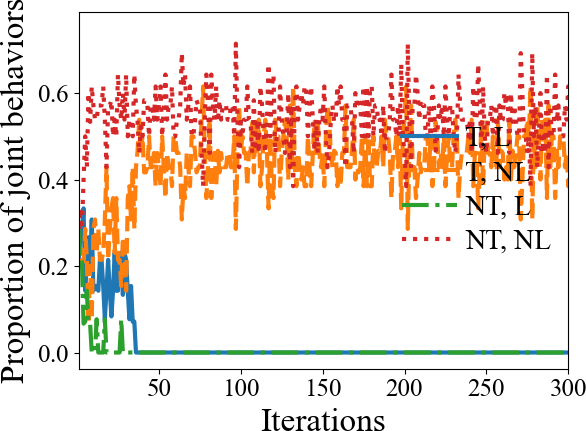 Proportion of joint behaviors
0.6
0.4
0.2
0.0
T, L
T, NL
NT, L
NT, NL
50
100
150
200
250
300
Iterations